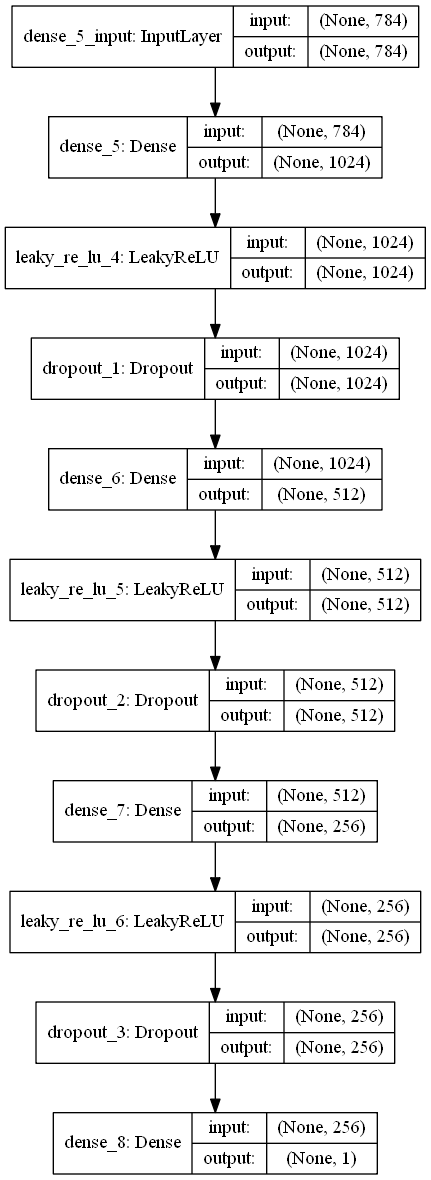 dense_5_input: InputLayer
input: (None, 784)
output: (None, 784)
dense_5: Dense
input: (None, 784)
output: (None, 1024)
leaky_re_lu_4: LeakyReLU
input: (None, 1024)
output: (None, 1024)
dropout_1: Dropout
input: (None, 1024)
output: (None, 1024)
dense_6: Dense
input: (None, 1024)
output: (None, 512)
leaky_re_lu_5: LeakyReLU
input: (None, 512)
output: (None, 512)
dropout_2: Dropout
input: (None, 512)
output: (None, 512)
dense_7: Dense
input: (None, 512)
output: (None, 256)
leaky_re_lu_6: LeakyReLU
input: (None, 256)
output: (None, 256)
dropout_3: Dropout
input: (None, 256)
output: (None, 256)
dense_8: Dense
input: (None, 256)
output: (None, 1)